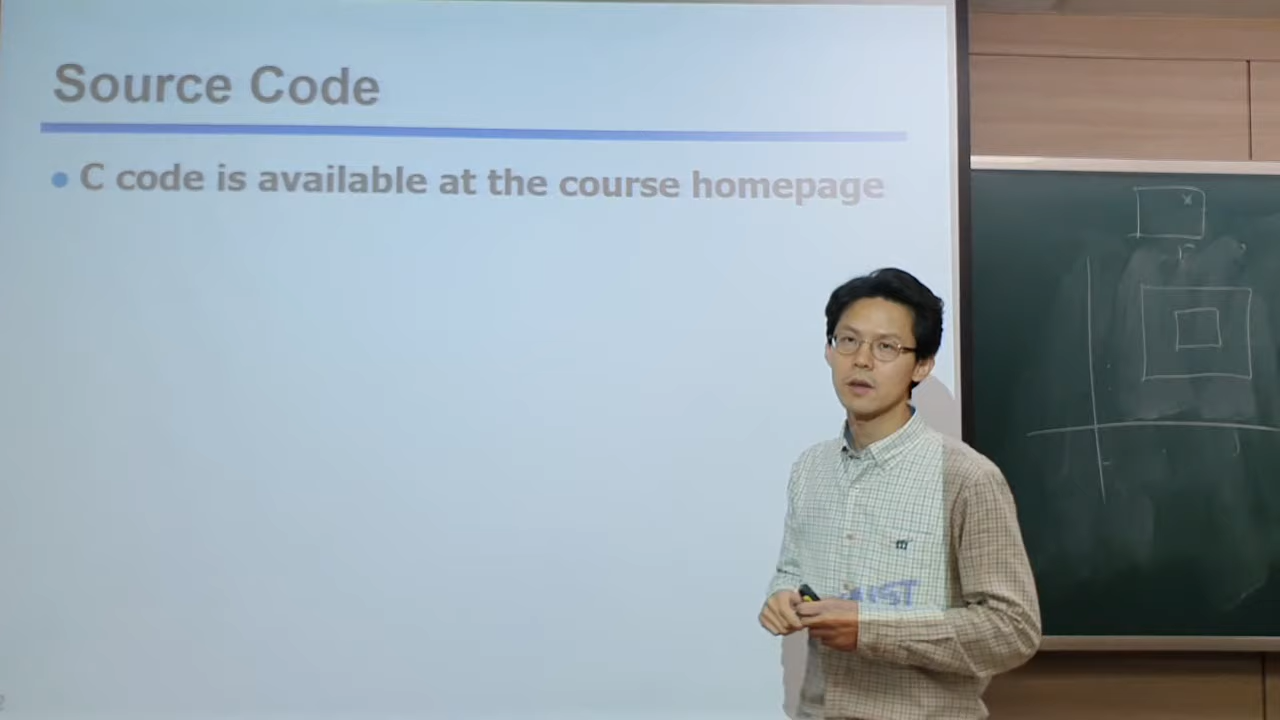 Source Code
• C code is available at the course homepage